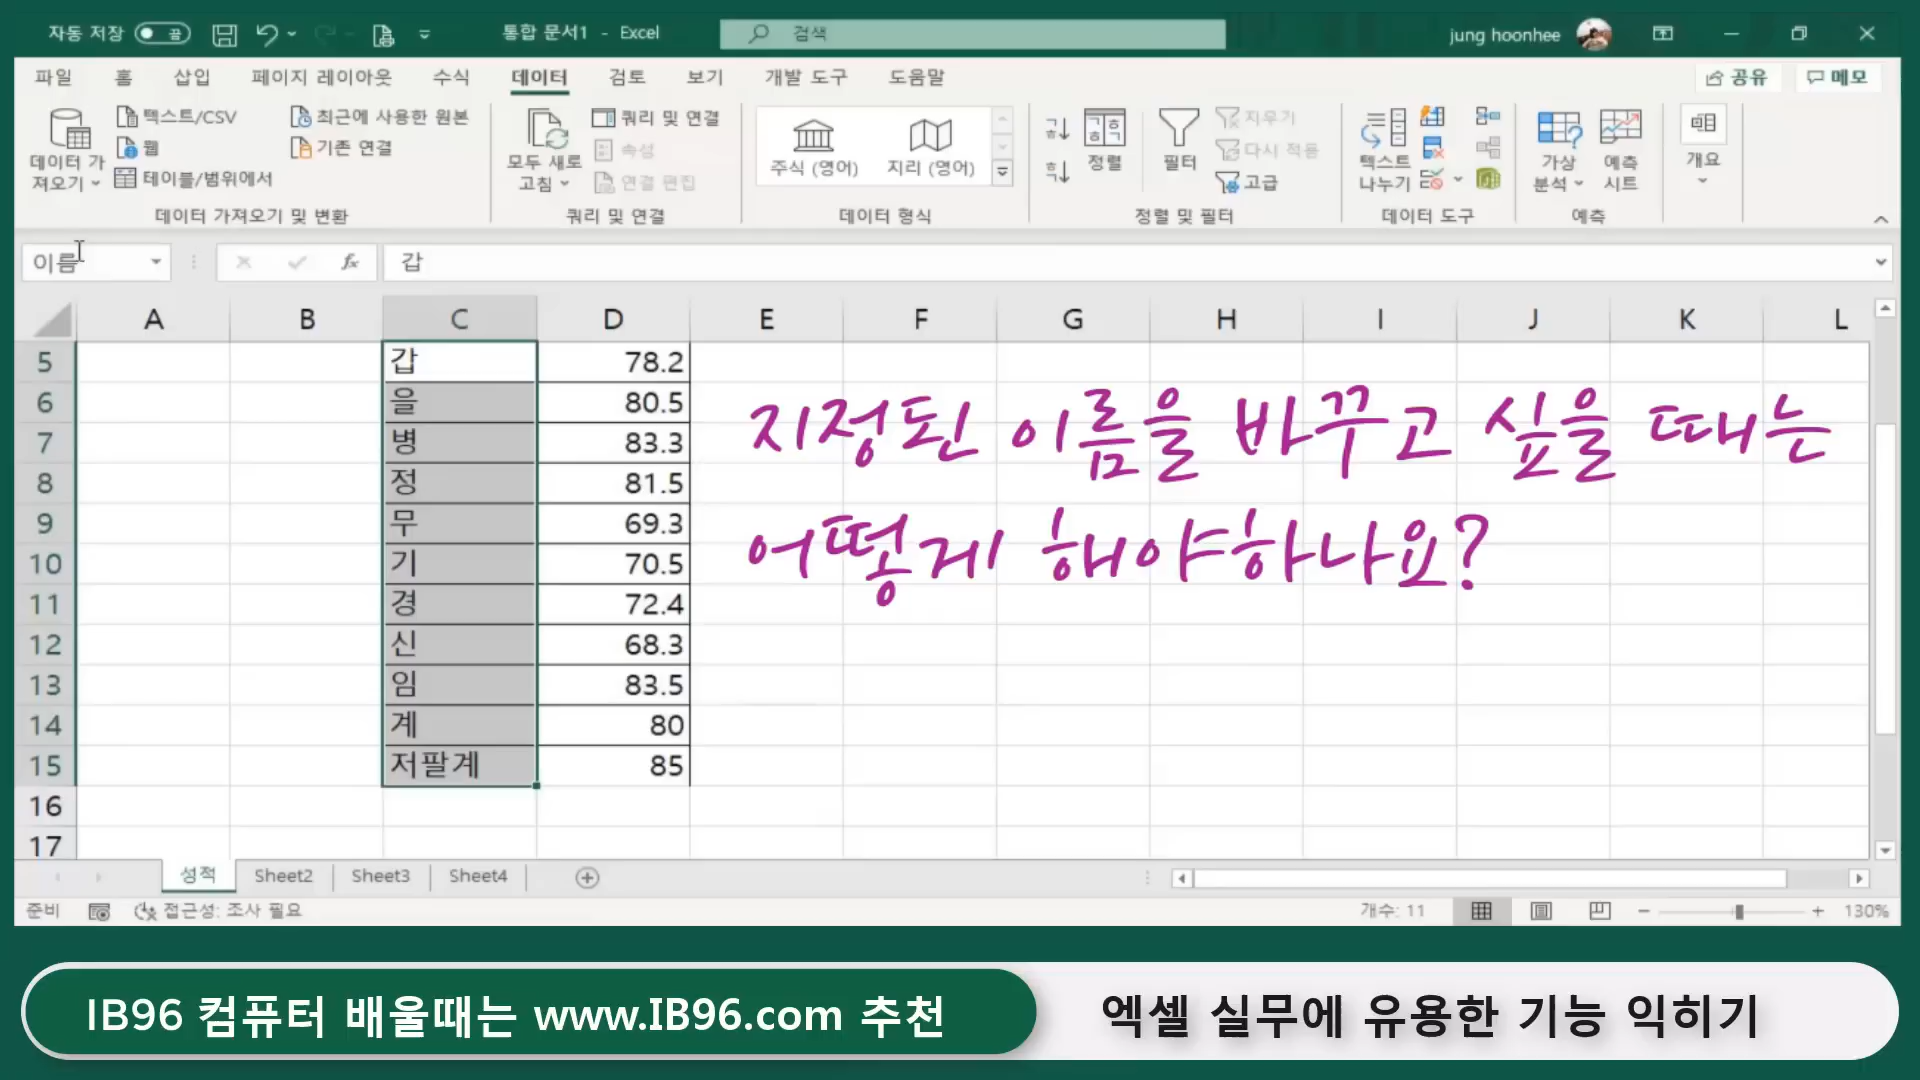 자동 저장 끔 통합 문서1 - Excel 검색 jung hoonhee
파일 홈 삽입 페이지 레이아웃 수식 데이터 검토 보기 개발 도구 도움말 공유 메모
데이터 가져오기 텍스트/CSV 웹 테이블/범위에서 최근에 사용한 원본 기존 연결
모두 새로 고침 쿼리 및 연결 속성 연결 편집
주식 (영어) 지리 (영어)
정렬 필터 지우기 다시 적용 고급
텍스트 나누기 가상 분석 예측 시트 개요
데이터 가져오기 및 변환 쿼리 및 연결 데이터 형식 정렬 및 필터 데이터 도구 예측
이름 fx 갑
A B C D E F G H I J K L
5 갑 78.2
6 을 80.5
7 병 83.3
8 정 81.5
9 무 69.3
10 기 70.5
11 경 72.4
12 신 68.3
13 임 83.5
14 계 80
15 저팔계 85
16
17
지정된 이름을 바꾸고 싶을 때는
어떻게 해야하나요?
성적 Sheet2 Sheet3 Sheet4
준비 접근성: 조사 필요 개수: 11 130%
IB96 컴퓨터 배울때는 www.IB96.com 추천
엑셀 실무에 유용한 기능 익히기